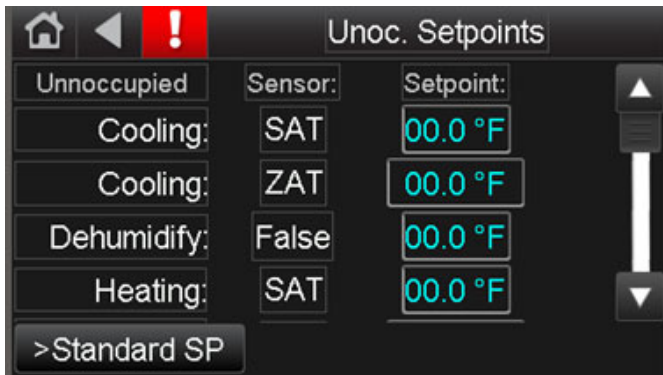 Unoc. Setpoints
Unnoccupied Sensor: Setpoint:
Cooling: SAT 00.0 °F
Cooling: ZAT 00.0 °F
Dehumidify: False 00.0 °F
Heating: SAT 00.0 °F
>Standard SP